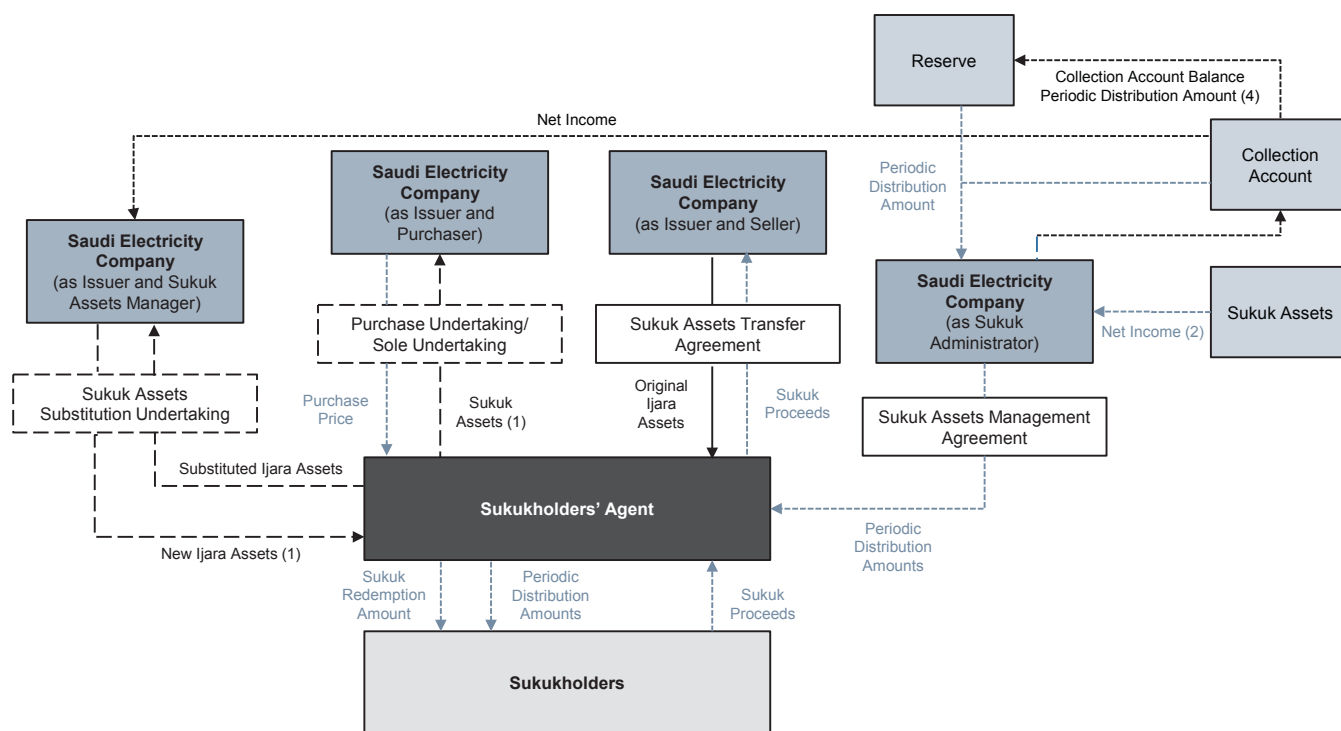 Reserve
Collection Account Balance
Periodic Distribution Amount (4)
Net Income
Collection
Account
Periodic
Distribution
Amount
Saudi Electricity
Company
(as Issuer and
Purchaser)
Saudi Electricity
Company
(as Issuer and Seller)
Saudi Electricity
Company
(as Issuer and Sukuk
Assets Manager)
Saudi Electricity
Company
(as Sukuk
Administrator)
Net Income (2)
Sukuk Assets
Purchase Undertaking/
Sole Undertaking
Sukuk Assets Transfer
Agreement
Sukuk Assets
Substitution Undertaking
Purchase
Price
Sukuk
Assets (1)
Original
Ijara
Assets
Sukuk
Proceeds
Sukuk Assets Management
Agreement
Substituted Ijara Assets
Sukukholders’ Agent
New Ijara Assets (1)
Periodic
Distribution
Amounts
Sukuk
Redemption
Amount
Periodic
Distribution
Amounts
Sukuk
Proceeds
Sukukholders